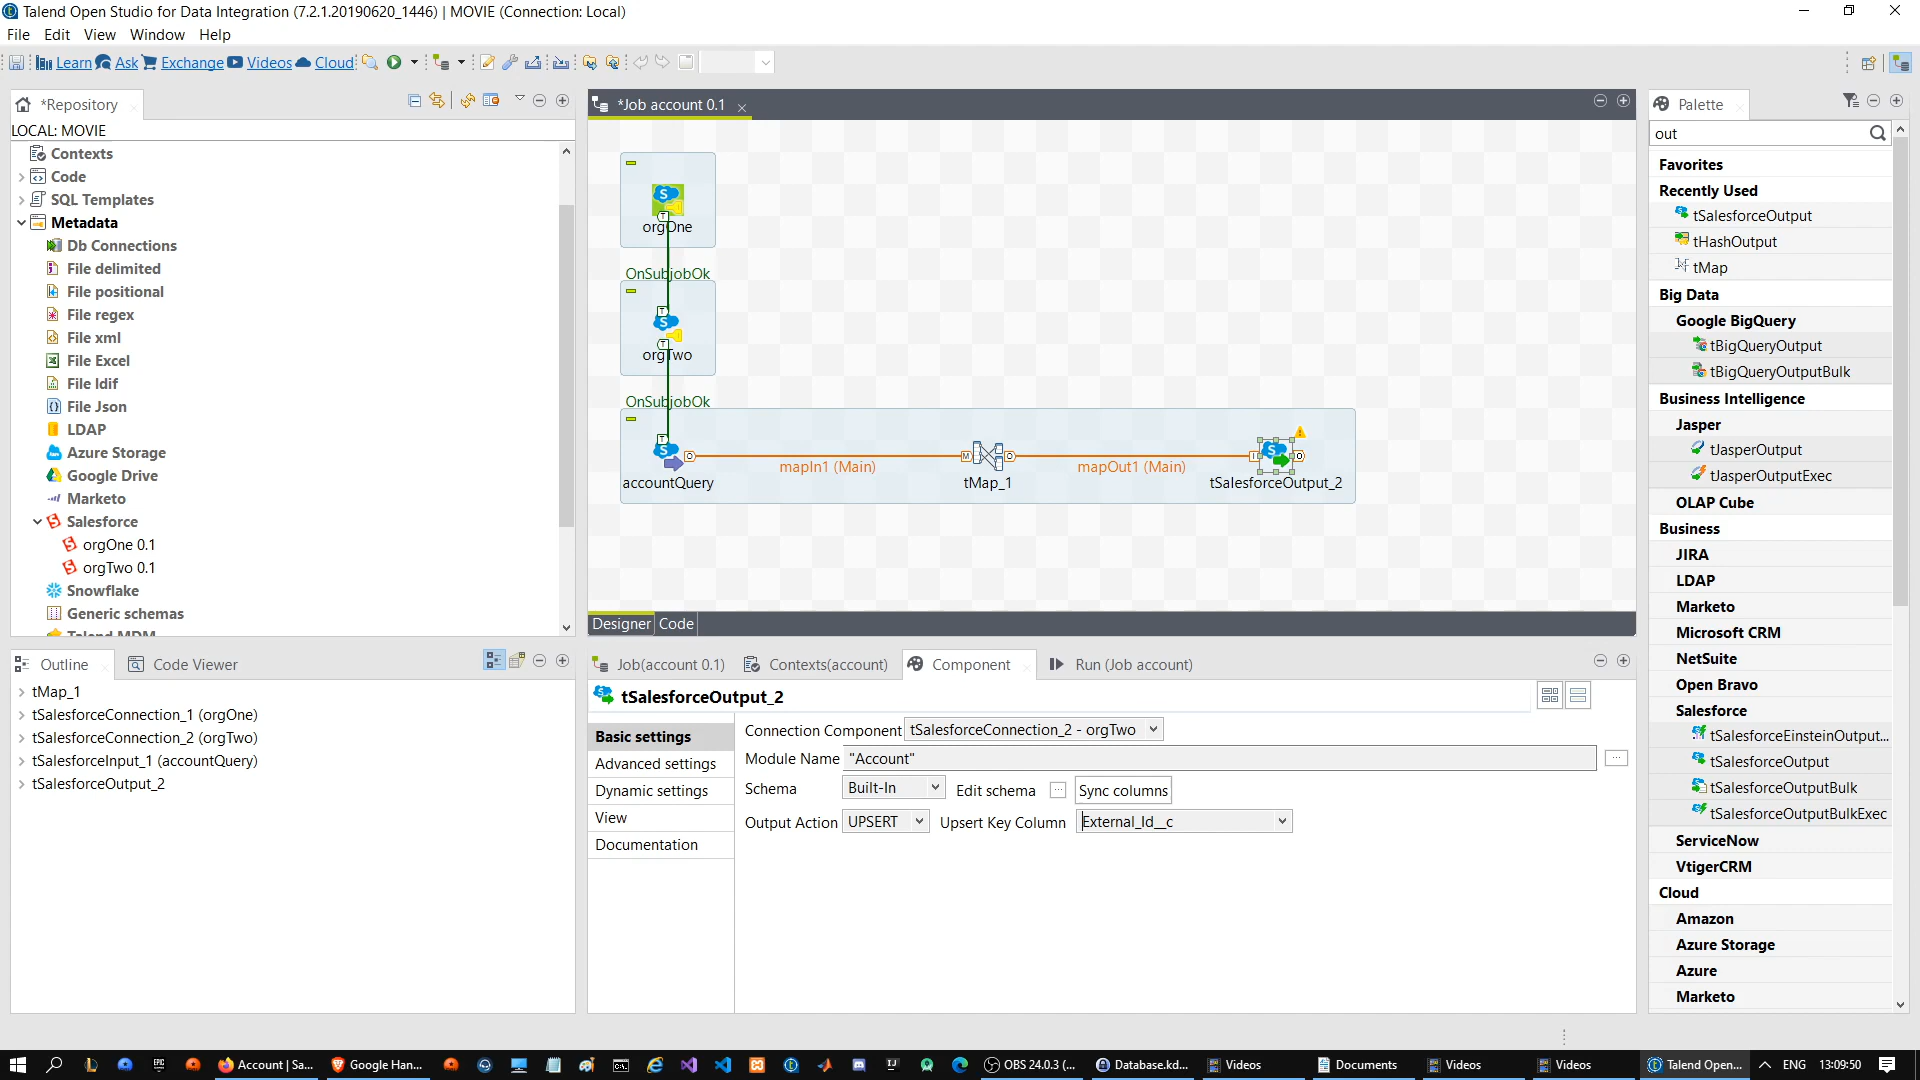 Talend Open Studio for Data Integration (7.2.1.20190620_1446) | MOVIE (Connection: Local)
File Edit View Window Help
Learn Ask Exchange Videos Cloud
*Repository
LOCAL: MOVIE
Contexts
Code
SQL Templates
Metadata
Db Connections
File delimited
File positional
File regex
File xml
File Excel
File ldif
File Json
LDAP
Azure Storage
Google Drive
Marketo
Salesforce
orgOne 0.1
orgTwo 0.1
Snowflake
Generic schemas
Talend MDM
*Job account 0.1
orgOne
OnSubjobOk
orgTwo
OnSubjobOk
mapIn1 (Main)
mapOut1 (Main)
accountQuery
tMap_1
tSalesforceOutput_2
Designer Code
Palette
out
Favorites
Recently Used
tSalesforceOutput
tHashOutput
tMap
Big Data
Google BigQuery
tBigQueryOutput
tBigQueryOutputBulk
Business Intelligence
Jasper
tJasperOutput
tJasperOutputExec
OLAP Cube
Business
JIRA
LDAP
Marketo
Microsoft CRM
NetSuite
Open Bravo
Salesforce
tSalesforceEinsteinOutput...
tSalesforceOutput
tSalesforceOutputBulk
tSalesforceOutputBulkExec
ServiceNow
VtigerCRM
Cloud
Amazon
Azure Storage
Azure
Marketo
Outline Code Viewer
tMap_1
tSalesforceConnection_1 (orgOne)
tSalesforceConnection_2 (orgTwo)
tSalesforceInput_1 (accountQuery)
tSalesforceOutput_2
Job(account 0.1) Contexts(account) Component Run (Job account)
tSalesforceOutput_2
Basic settings
Advanced settings
Dynamic settings
View
Documentation
Connection Component tSalesforceConnection_2 - orgTwo
Module Name "Account" ...
Schema Built-In Edit schema ... Sync columns
Output Action UPSERT Upsert Key Column External_Id__c
Account | Sa... Google Han... OBS 24.0.3 (... Database.kd... Videos Documents Videos Videos Talend Open... ENG 13:09:50